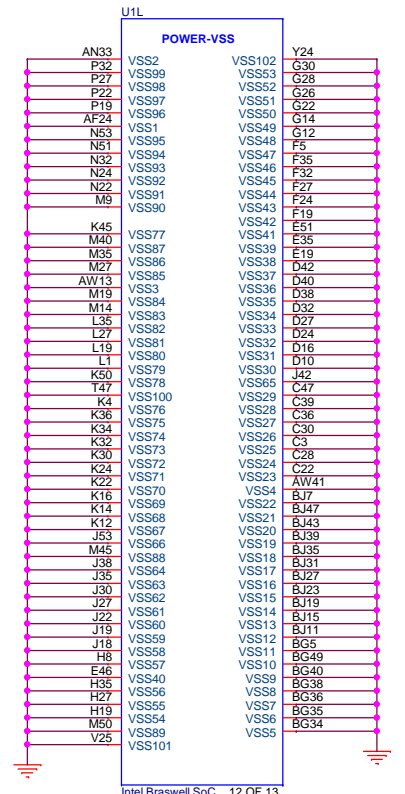 U1L
POWER-VSS
AN33 VSS2 VSS102 Y24
P32 VSS99 VSS53 G30
P27 VSS98 VSS52 G28
P22 VSS97 VSS51 G26
P19 VSS96 VSS50 G22
AF24 VSS1 VSS49 G14
N53 VSS95 VSS48 G12
N51 VSS94 VSS47 F5
N32 VSS93 VSS46 F35
N24 VSS92 VSS45 F32
N22 VSS91 VSS44 F27
M9 VSS90 VSS43 F24
VSS42 F19
K45 VSS77 VSS41 E51
M40 VSS87 VSS39 E35
M35 VSS86 VSS38 E19
M27 VSS85 VSS37 D42
AW13 VSS3 VSS36 D40
M19 VSS84 VSS35 D38
M14 VSS83 VSS34 D32
L35 VSS82 VSS33 D27
L27 VSS81 VSS32 D24
L19 VSS80 VSS31 D16
L1 VSS79 VSS30 D10
K50 VSS78 VSS65 J42
T47 VSS100 VSS29 C47
K4 VSS76 VSS28 C39
K36 VSS75 VSS27 C36
K34 VSS74 VSS26 C30
K32 VSS73 VSS25 C3
K30 VSS72 VSS24 C28
K24 VSS71 VSS23 C22
K22 VSS70 VSS4 AW41
K16 VSS69 VSS22 BJ7
K14 VSS68 VSS21 BJ47
K12 VSS67 VSS20 BJ43
J53 VSS66 VSS19 BJ39
M45 VSS88 VSS18 BJ35
J38 VSS64 VSS17 BJ31
J35 VSS63 VSS16 BJ27
J30 VSS62 VSS15 BJ23
J27 VSS61 VSS14 BJ19
J22 VSS60 VSS13 BJ15
J19 VSS59 VSS12 BJ11
J18 VSS58 VSS11 BG5
H8 VSS57 VSS10 BG49
E46 VSS40 VSS9 BG40
H35 VSS56 VSS8 BG38
H27 VSS55 VSS7 BG36
H19 VSS54 VSS6 BG35
M50 VSS89 VSS5 BG34
V25 VSS101
Intel Braswell SoC 12 OF 13